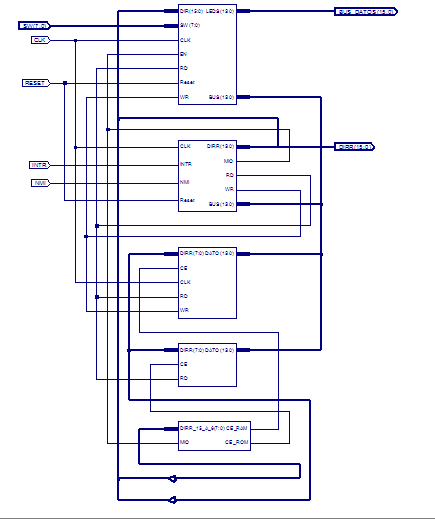 DIR(15:0) LEDS(15:0)
BUS_DATOS(15:0)
SW(7:0)
SW(7:0)
CLK
CLK
EN
RD
RESET
Reset
WR BUS(15:0)
CLK DIRR(15:0)
DIRR(15:0)
MIO
INTR
INTR
RD
NMI
NMI
WR
Reset BUS(15:0)
DIRR(7:0) DATO(15:0)
CE
CLK
RD
WR
DIRR(7:0) DATO(15:0)
CE
RD
DIRR_15_A_8(7:0) CE_RAM
MIO CE_ROM